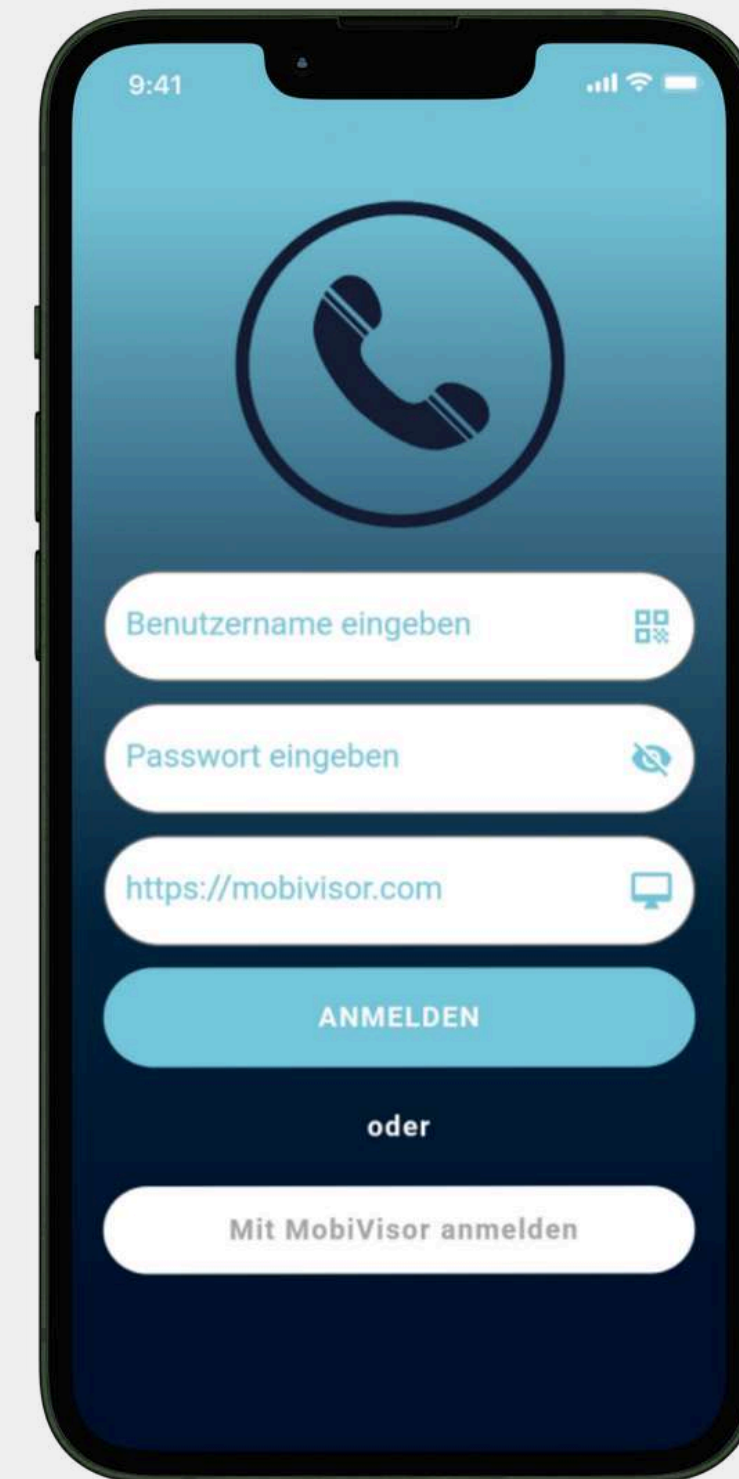 9:41
Benutzername eingeben
Passwort eingeben
https://mobivisor.com
ANMELDEN
oder
Mit MobiVisor anmelden